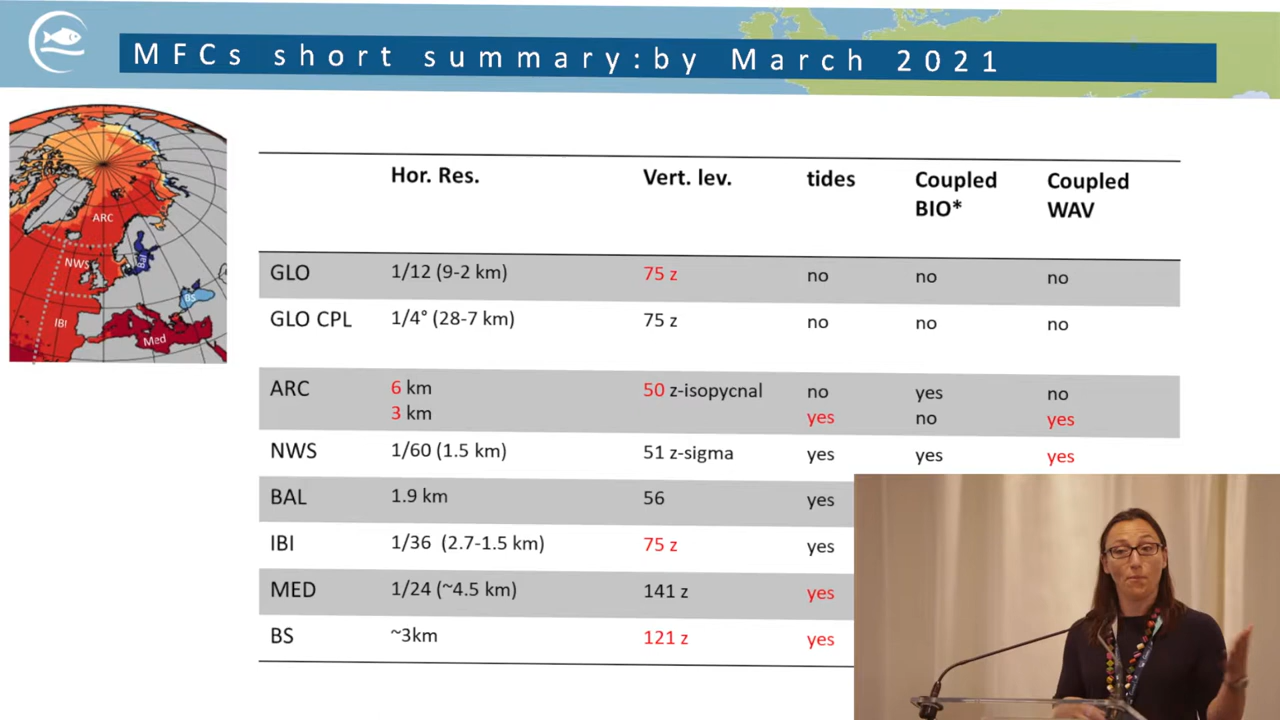 MFCs short summary:by March 2021
ARC
NWS
Bal
BS
IBI
Med
Hor. Res. Vert. lev. tides Coupled BIO* Coupled WAV
GLO 1/12 (9-2 km) 75 z no no no
GLO CPL 1/4° (28-7 km) 75 z no no no
ARC 6 km 50 z-isopycnal no yes no
3 km yes no yes
NWS 1/60 (1.5 km) 51 z-sigma yes yes yes
BAL 1.9 km 56 yes
IBI 1/36 (2.7-1.5 km) 75 z yes
MED 1/24 (~4.5 km) 141 z yes
BS ~3km 121 z yes